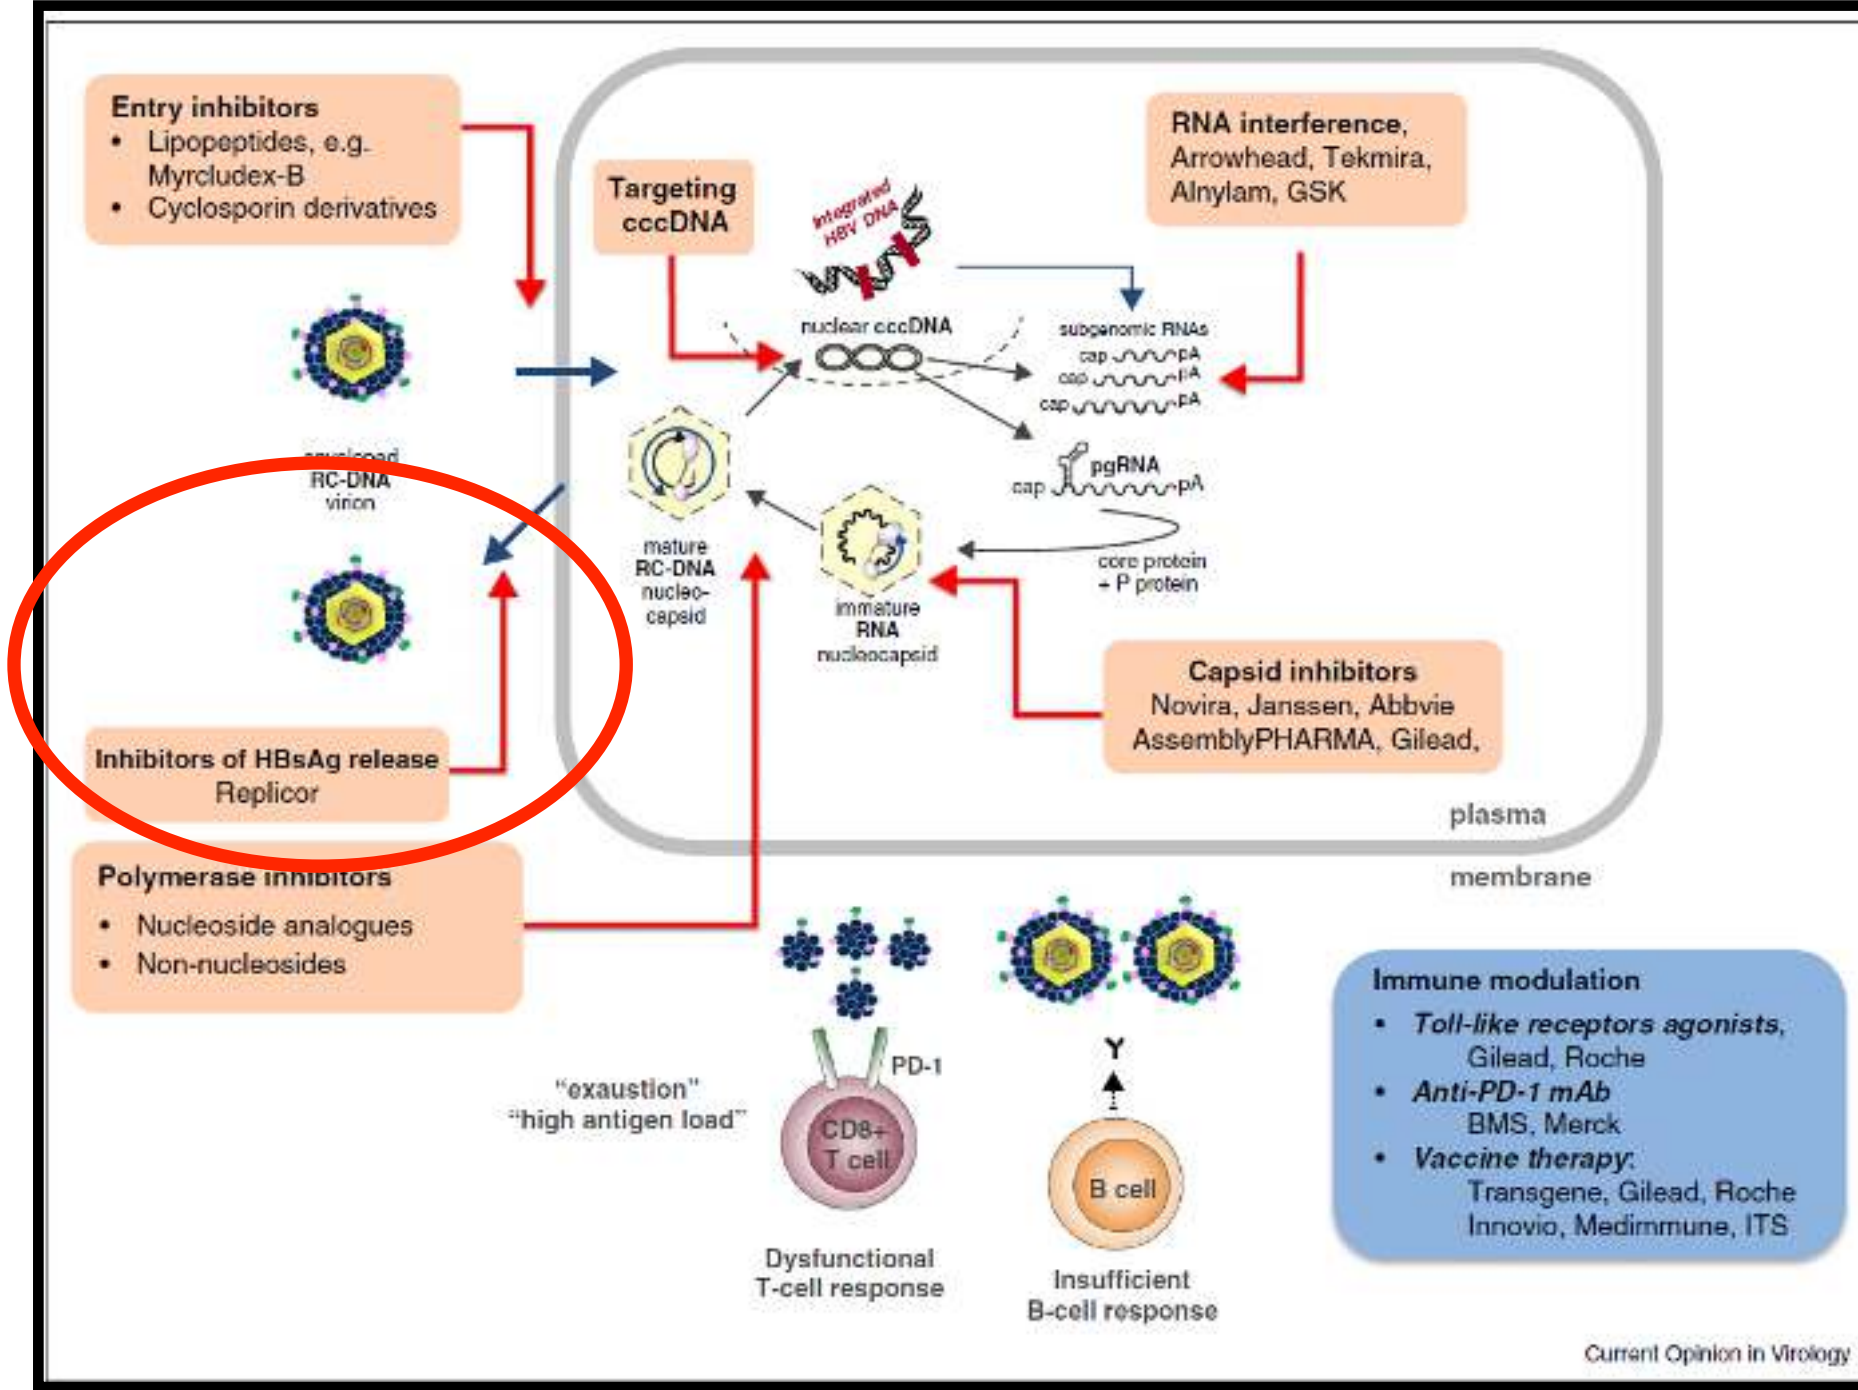 Entry inhibitors
• Lipopeptides, e.g.
Myrcludex-B
• Cyclosporin derivatives
Targeting
cccDNA
Integrated
HBV DNA
RNA interference,
Arrowhead, Tekmira,
Alnylam, GSK
nuclear cccDNA
subgenomic RNAs
cap pA
cap pA
cap pA
pgRNA
cap pA
core protein
+ P protein
RC-DNA
virion
mature
RC-DNA
nucleo-
capsid
immature
RNA
nucleocapsid
Capsid inhibitors
Novira, Janssen, Abbvie
AssemblyPHARMA, Gilead,
Inhibitors of HBsAg release
Replicor
plasma
membrane
Polymerase inhibitors
• Nucleoside analogues
• Non-nucleosides
PD-1
"exaustion"
"high antigen load"
CD8+
T cell
Dysfunctional
T-cell response
Y
B cell
Insufficient
B-cell response
Immune modulation
• Toll-like receptors agonists,
Gilead, Roche
• Anti-PD-1 mAb
BMS, Merck
• Vaccine therapy:
Transgene, Gilead, Roche
Innovio, Medimmune, ITS
Current Opinion in Virology